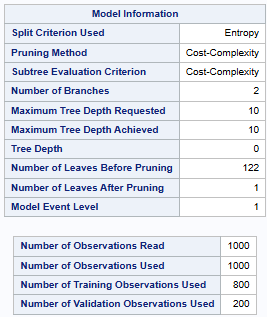 Model Information
Split Criterion Used Entropy
Pruning Method Cost-Complexity
Subtree Evaluation Criterion Cost-Complexity
Number of Branches 2
Maximum Tree Depth Requested 10
Maximum Tree Depth Achieved 10
Tree Depth 0
Number of Leaves Before Pruning 122
Number of Leaves After Pruning 1
Model Event Level 1
Number of Observations Read 1000
Number of Observations Used 1000
Number of Training Observations Used 800
Number of Validation Observations Used 200